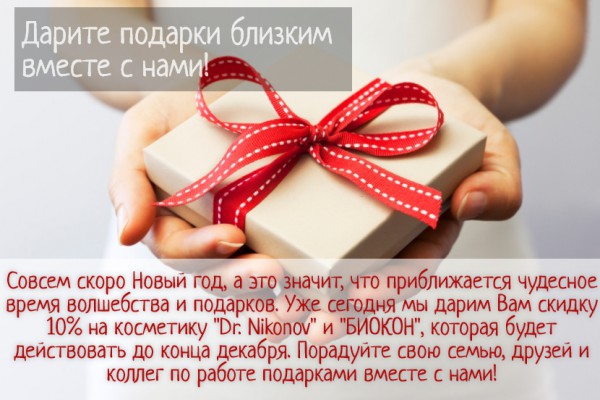 Дарите подарки близким
вместе с нами!
Совсем скоро Новый год, а это значит, что приближается чудесное
время волшебства и подарков. Уже сегодня мы дарим Вам скидку
10% на косметику "Dr. Nikonov" и "БИОКОН", которая будет
действовать до конца декабря. Порадуйте свою семью, друзей и
коллег по работе подарками вместе с нами!